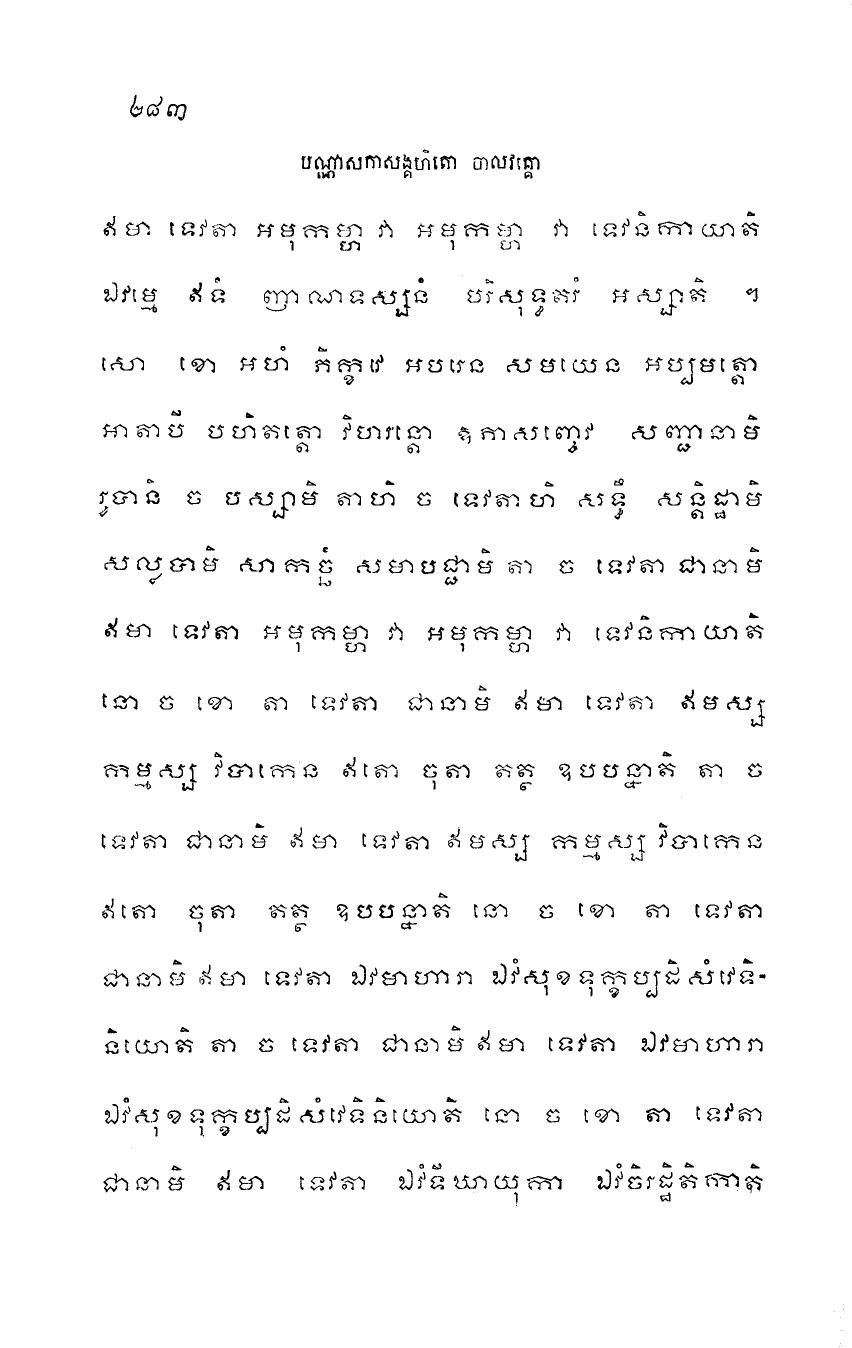 ២៨៣
បណ្ណាសកាសង្គហិតោ ចាលវគ្គោ
ឥមា ទេវតា អមុកម្ហា វា អមុកម្ហា វា ទេវនិកាយាតិ
ឯវម្មេ ឥទំ ញាណទស្សនំ បរិសុទ្ធតរំ អស្សាតិ ។
សោ ខោ អហំ ភិក្ខវេ អបរេន សមយេន អប្បមត្តោ
អាតាបី បហិតត្តោ វិហរន្តោ ឱភាសញ្ចេវ សញ្ជានាមិ
រូបានិ ច បស្សាមិ តាហិ ច ទេវតាហិ សទ្ធឹ សន្តិដ្ឋាមិ
សល្លបាមិ សាកច្ឆំ សមាបជ្ជាមិ តា ច ទេវតា ជានាមិ
ឥមា ទេវតា អមុកម្ហា វា អមុកម្ហា វា ទេវនិកាយាតិ
នោ ច ខោ តា ទេវតា ជានាមិ ឥមា ទេវតា ឥមស្ស
កម្មស្ស វិបាកេន ឥតោ ចុតា តត្ថ ឧបបន្នាតិ តា ច
ទេវតា ជានាមិ ឥមា ទេវតា ឥមស្ស កម្មស្ស វិបាកេន
ឥតោ ចុតា តត្ថ ឧបបន្នាតិ នោ ច ខោ តា ទេវតា
ជានាមិ ឥមា ទេវតា ឯវមាហារា ឯវំសុខទុក្ខប្បដិសំវេទិ-
និយោតិ តា ច ទេវតា ជានាមិ ឥមា ទេវតា ឯវមាហារា
ឯវំសុខទុក្ខប្បដិសំវេទិនិយោតិ នោ ច ខោ តា ទេវតា
ជានាមិ ឥមា ទេវតា ឯវំទីឃាយុកា ឯវំចិរដ្ឋិតិកាតិ